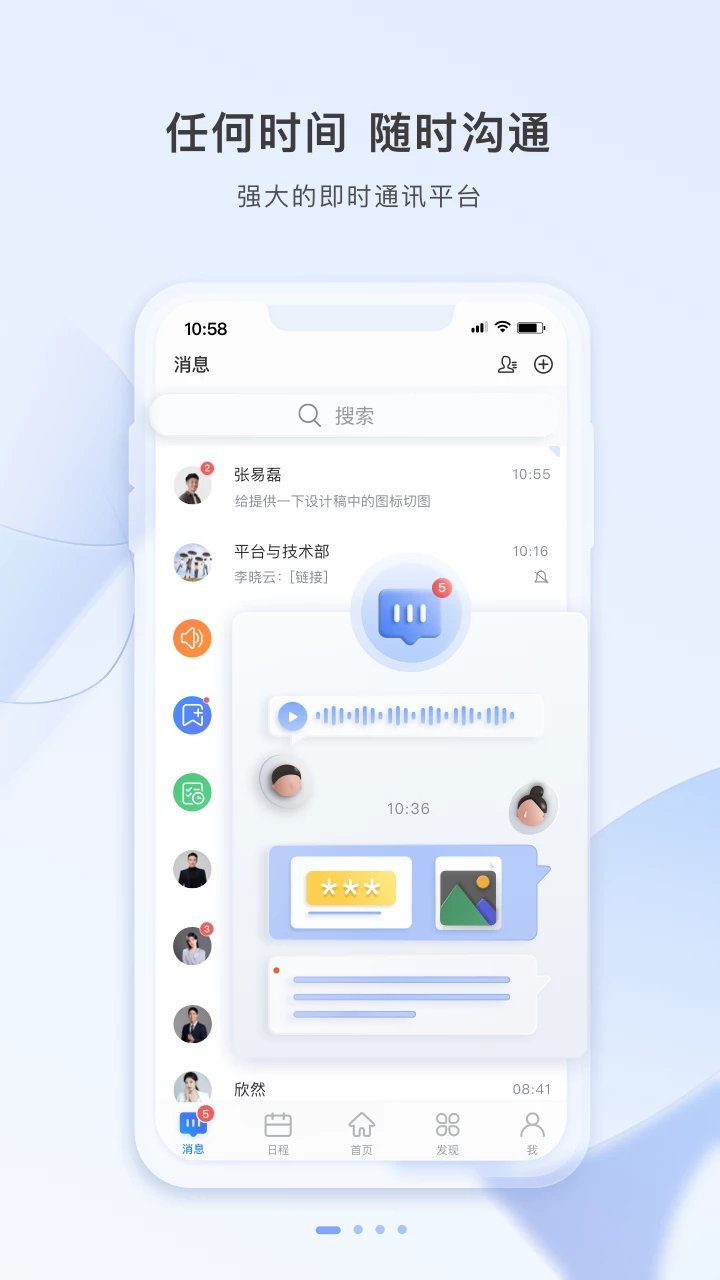 任何时间 随时沟通
强大的即时通讯平台
10:58
消息
搜索
2
张易磊
10:55
给提供一下设计稿中的图标切图
平台与技术部
10:16
李晓云：[链接]
5
10:36
***
3
欣然
08:41
5
消息
日程
首页
发现
我